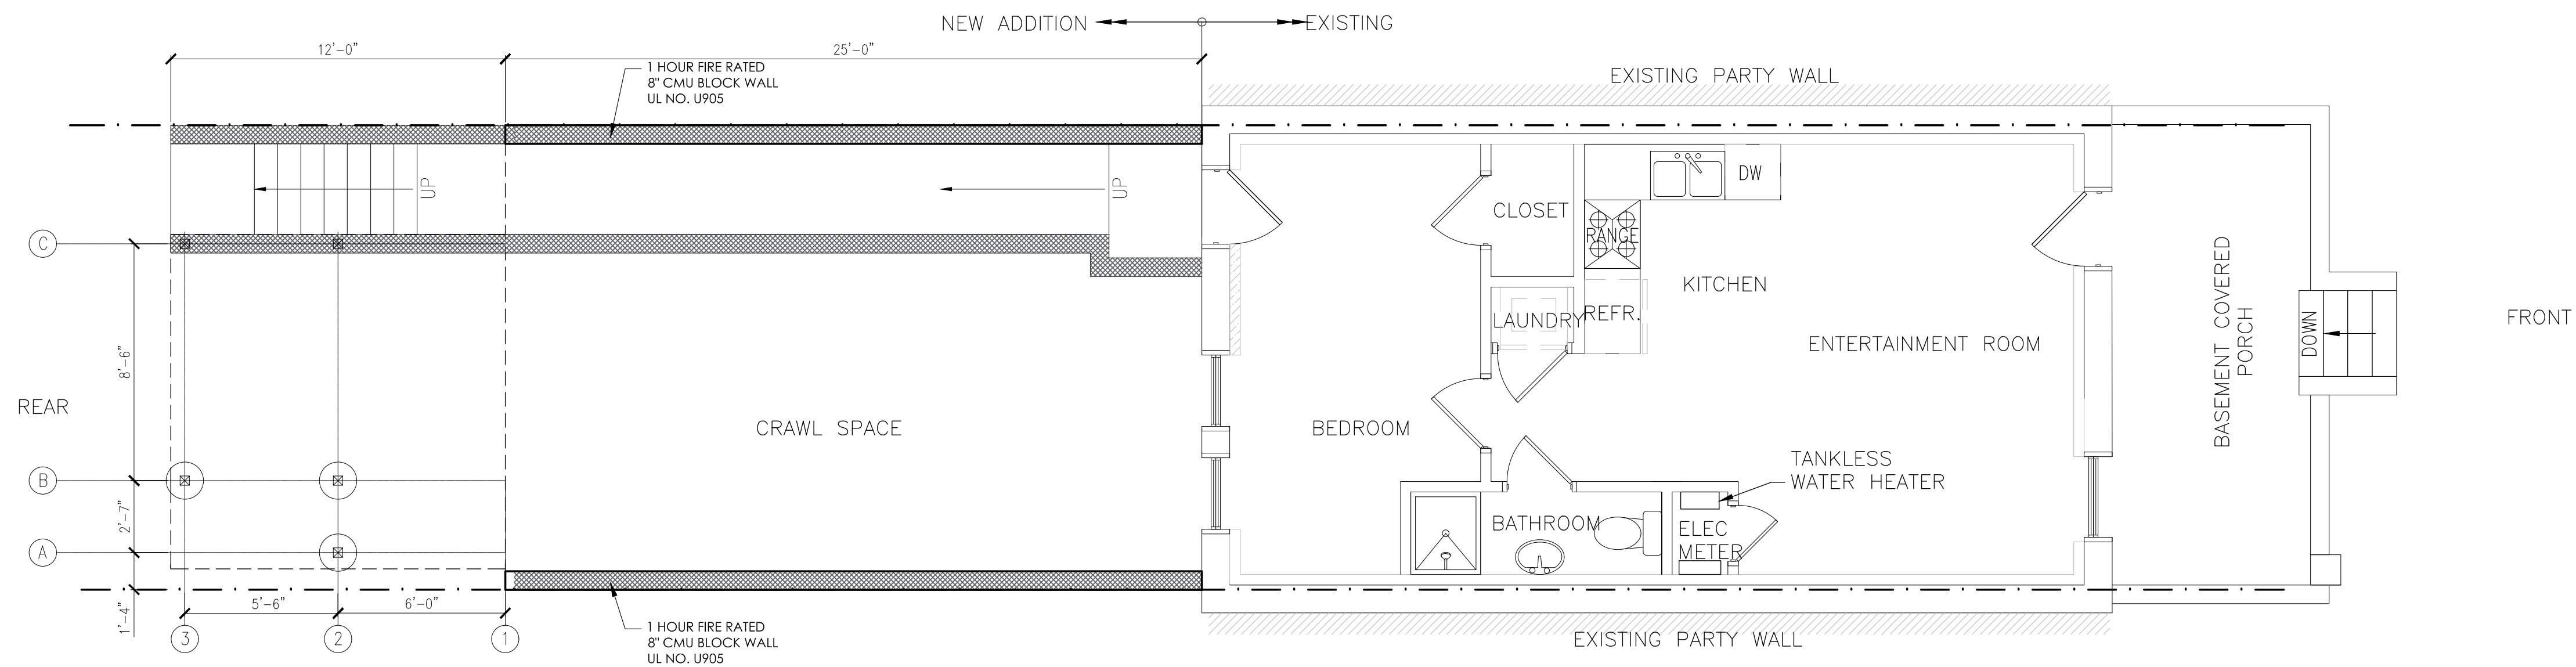 NEW ADDITION
EXISTING
12'-0"
25'-0"
1 HOUR FIRE RATED
8" CMU BLOCK WALL
UL NO. U905
EXISTING PARTY WALL
UP
UP
CLOSET
DW
RANGE
KITCHEN
REFR.
LAUNDRY
ENTERTAINMENT ROOM
BASEMENT COVERED
PORCH
DOWN
FRONT
C
8'-6"
REAR
CRAWL SPACE
BEDROOM
TANKLESS
WATER HEATER
B
2'-7"
BATHROOM
ELEC
METER
A
1'-4"
5'-6"
6'-0"
3
2
1
1 HOUR FIRE RATED
8" CMU BLOCK WALL
UL NO. U905
EXISTING PARTY WALL